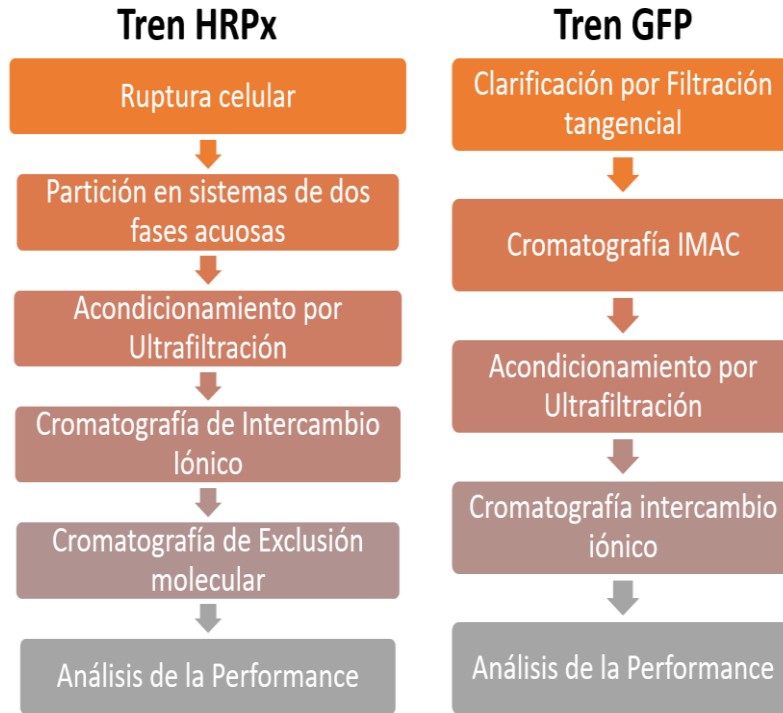 Tren HRPx
Ruptura celular
Partición en sistemas de dos
fases acuosas
Acondicionamiento por
Ultrafiltración
Cromatografía de Intercambio
Iónico
Cromatografía de Exclusión
molecular
Análisis de la Performance
Tren GFP
Clarificación por Filtración
tangencial
Cromatografía IMAC
Acondicionamiento por
Ultrafiltración
Cromatografía intercambio
iónico
Análisis de la Performance